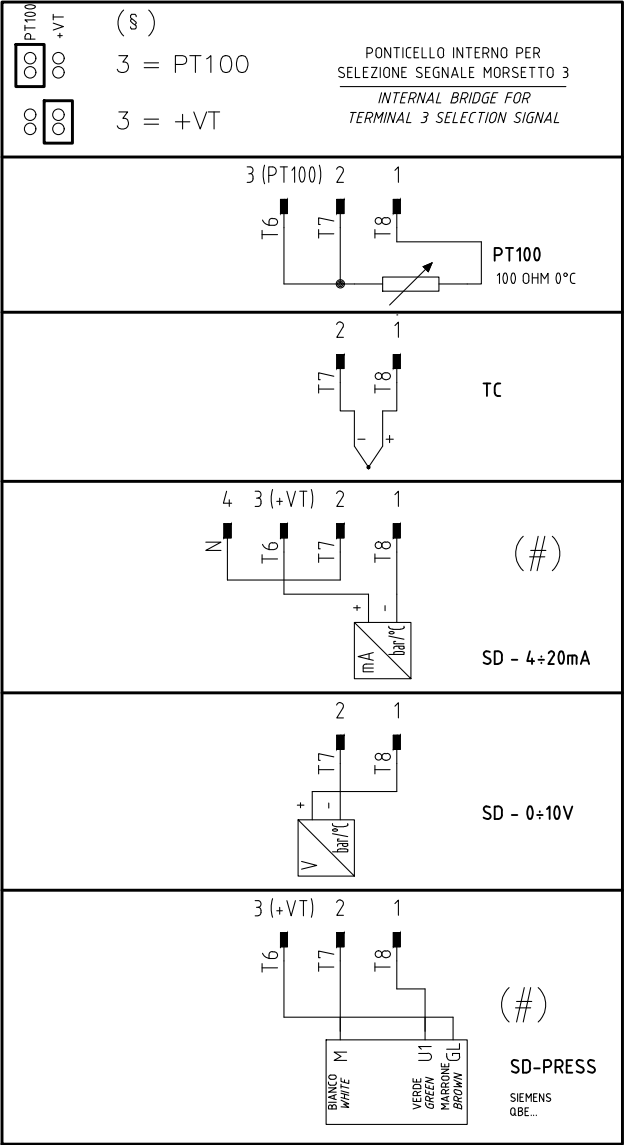 PT100 +VT
(§)
3 = PT100
3 = +VT
PONTICELLO INTERNO PER
SELEZIONE SEGNALE MORSETTO 3
INTERNAL BRIDGE FOR
TERMINAL 3 SELECTION SIGNAL
3 (PT100) 2 1
T6 T7 T8
PT100
100 OHM 0°C
2 1
T7 T8
TC
- +
4 3 (+VT) 2 1
N T6 T7 T8
(#)
+ -
mA bar/°C
SD - 4÷20mA
2 1
T7 T8
+ -
V bar/°C
SD - 0÷10V
3 (+VT) 2 1
T6 T7 T8
(#)
M U1 GL
BIANCO
WHITE
VERDE
GREEN
MARRONE
BROWN
SD-PRESS
SIEMENS
QBE...